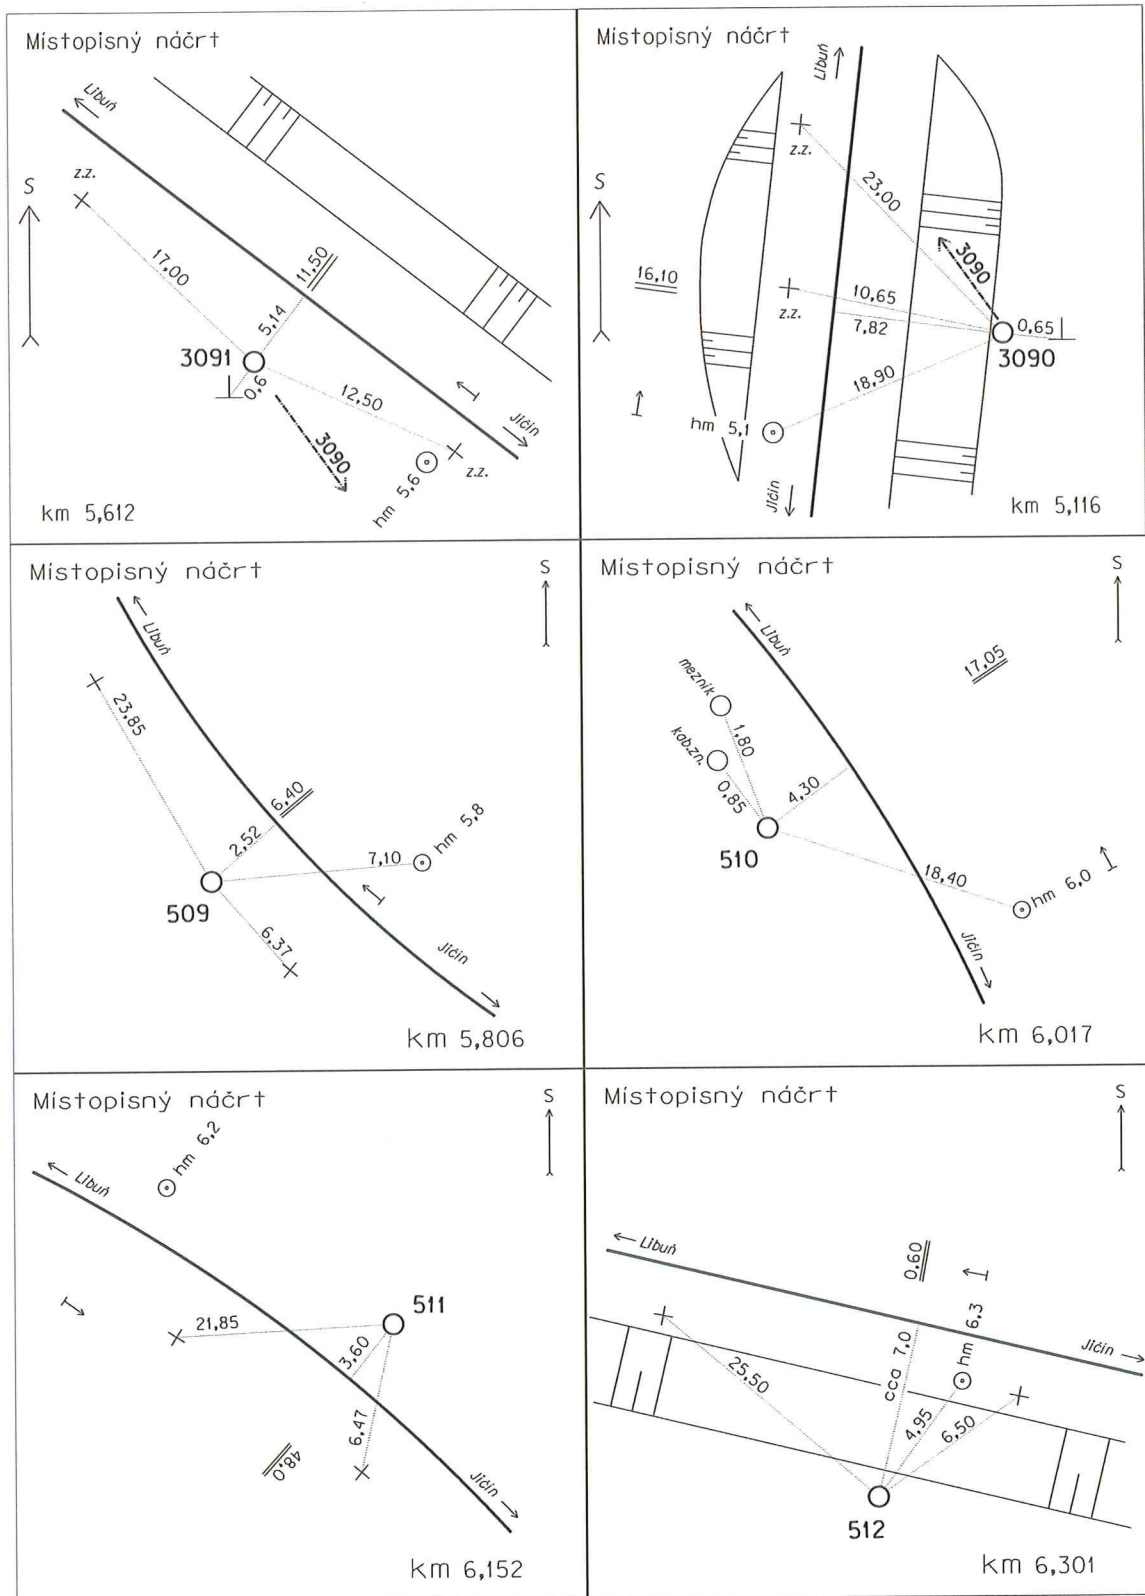 Místopisný náčrt
Libuň
z.z.
S
17,00
11,50
5,14
3091
0,6
12,50
3090
Jičín
z.z.
hm 5,6
km 5,612
Místopisný náčrt
Libuň
z.z.
S
23,00
3090
16,10
z.z.
10,65
7,82
0,65
3090
18,90
hm 5,1
Jičín
km 5,116
Místopisný náčrt
S
Libuň
23,85
6,40
2,52
7,10
hm 5,8
509
6,37
Jičín
km 5,806
Místopisný náčrt
S
Libuň
17,05
mezník
1,80
kab.zn.
0,85
4,30
510
18,40
hm 6,0
Jičín
km 6,017
Místopisný náčrt
S
hm 6,2
Libuň
511
21,85
3,60
6,47
48,0
Jičín
km 6,152
Místopisný náčrt
S
Libuň
0,60
hm 6,3
Jičín
cca 7,0
25,50
4,95
6,50
512
km 6,301